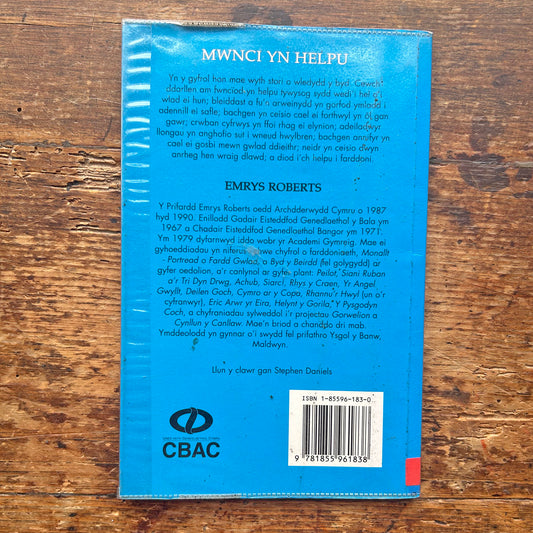 MWNCI YN HELPU
Yn y gyfrol hon mae wyth stori o wledydd y byd. Cewch
ddarllen am fwnciod yn helpu tywysog sydd wedi'i hel o'i
wlad ei hun; bleiddast a fu'n arweinydd yn gorfod ymladd i
adennill ei safle; bachgen yn ceisio cael ei forthwyl yn ôl gan
gawr; crwban cyfrwys yn ffoi rhag ei elynion; adeiladwyr
llongau yn anghofio sut i wneud hwylbren; bachgen anufyr yn
cael ei gosbi mewn gwlad ddieithr; neidr yn ceisio dwyn
anrheg hen wraig dlawd; a diod i'ch helpu i farddoni.
EMRYS ROBERTS
Y Prifardd Emrys Roberts oedd Archdderwydd Cymru o 1987
hyd 1990. Enillodd Gadair Eisteddfod Genedlaethol y Bala ym
1967 a Chadair Eisteddfod Genedlaethol Bangor ym 1971.
Ym 1979 dyfarnwyd iddo wobr yr Academi Gymreig. Mae ei
gyhoeddiadau yn niferus - dwe chyfrol o farddoniaeth, Monallt
- Portread o Fardd Gwlad, a Byd y Beirdd (fel golygydd) ar
gyfer oedolion, a'r canlynol ar gyfer plant: Peilat, Siani Ruban
a'r Tri Dyn Drwg, Achub, Siarcl, Rhys y Craen, Yr Angel
Gwyllt, Deilen Goch, Cymro ar y Copa, Rhannu'r Hwyl (un o'r
cyfranwyr), Eric Arwr yr Eira, Helynt y Gorila, Y Pysgodyn
Coch, a chyfraniadau sylweddol i'r projectau Gorwelion a
Cynllun y Canllaw. Mae'n briod a chanddo dri mab.
Ymddeolodd yn gynnar o'i swydd fel prifathro Ysgol y Banw,
Maldwyn.
Llun y clawr gan Stephen Daniels
ISBN 1-85596-183-0
CBAC
9 781855 961838